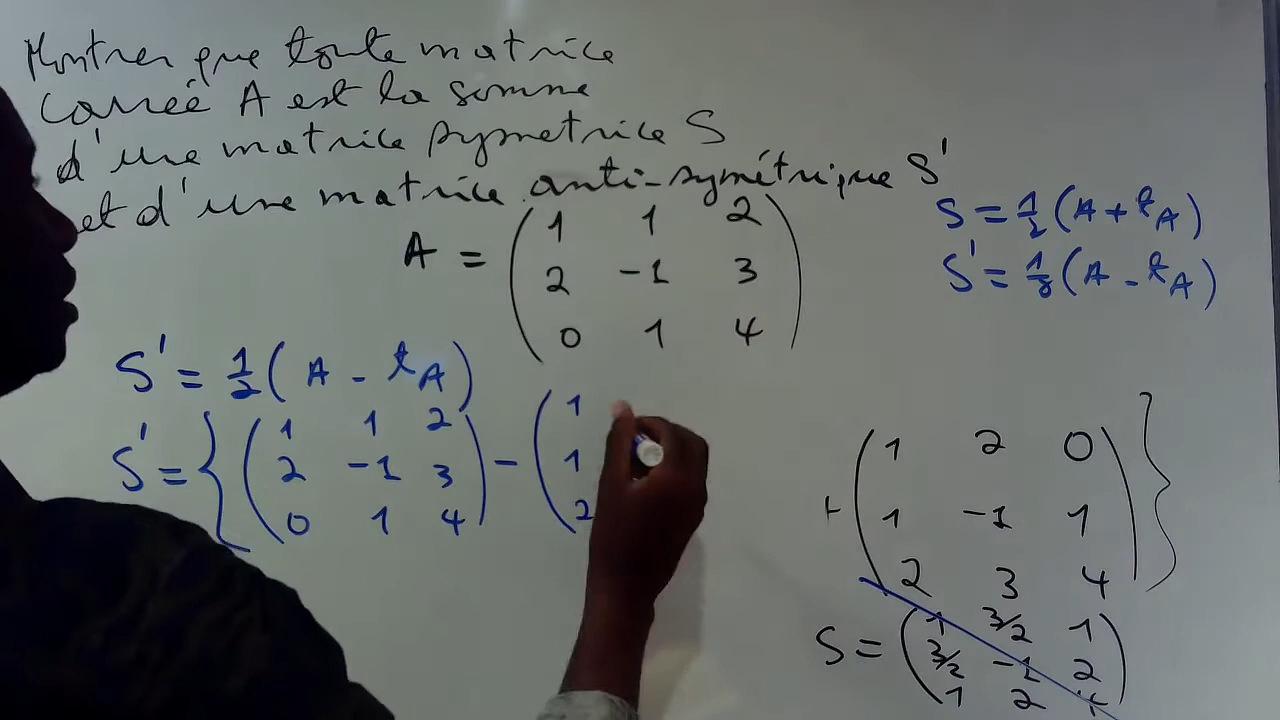 Montrer que toute matrice
carrée A est la somme
d'une matrice symetrice S
et d'une matrice anti-symétrique S'
A = ( 1 1 2
2 -1 3
0 1 4 )
S = 1/2 (A + tA)
S' = 1/2 (A - tA)
S' = 1/2 ( A - tA )
S' = { ( 1 1 2
2 -1 3
0 1 4 ) - ( 1
1
2
+ ( 1 2 0
1 -1 1
2 3 4 ) }
S = ( 1 3/2 1
3/2 -1 2
1 2 4 )